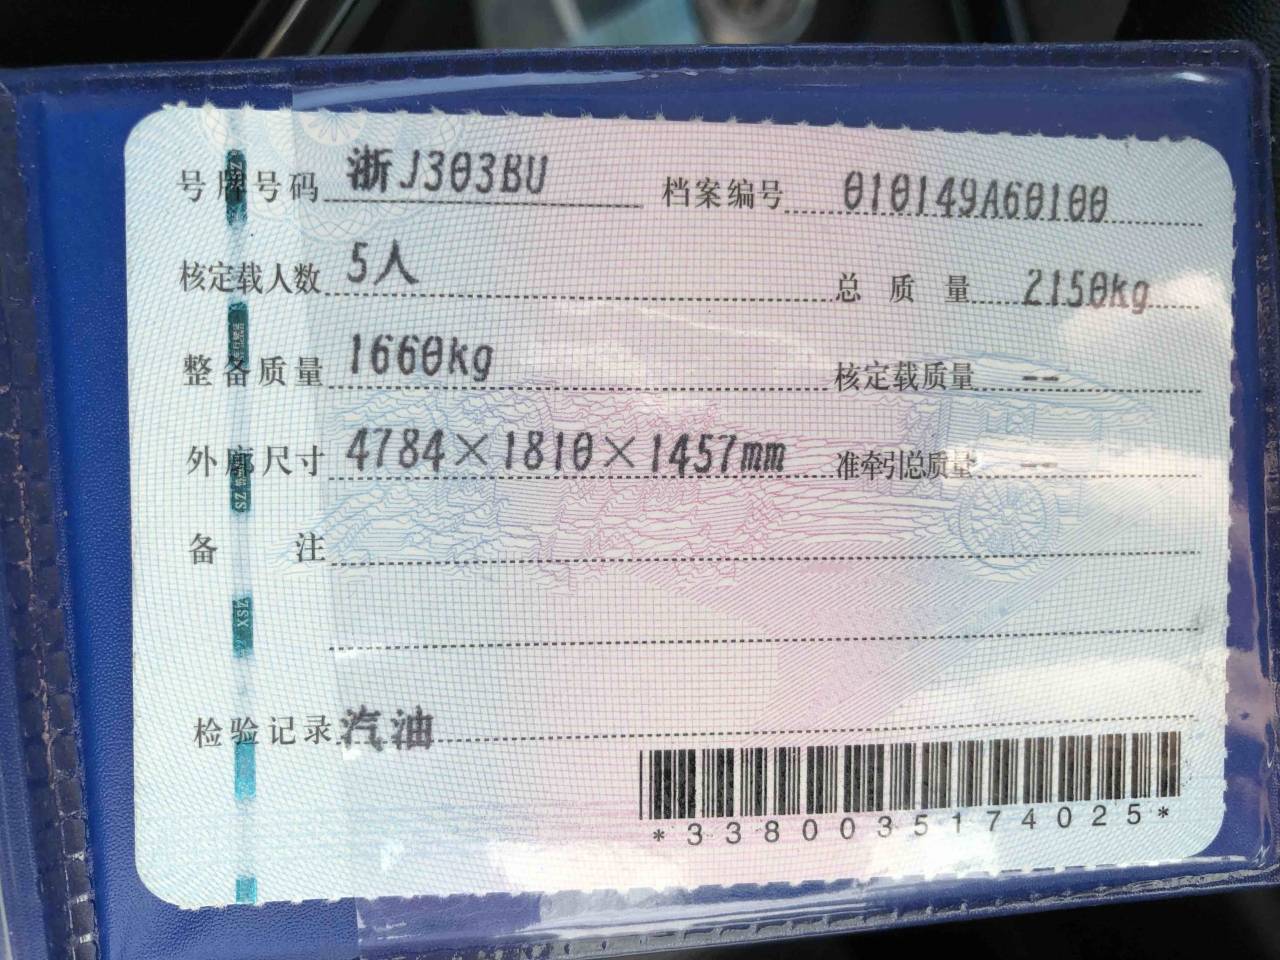 号牌号码 浙J303BU 档案编号 010149A60100
核定载人数 5人 总质量 2150kg
整备质量 1660kg 核定载质量 --
外廓尺寸 4784×1810×1457mm 准牵引总质量 --
备注
检验记录 汽油
*3380035174025*